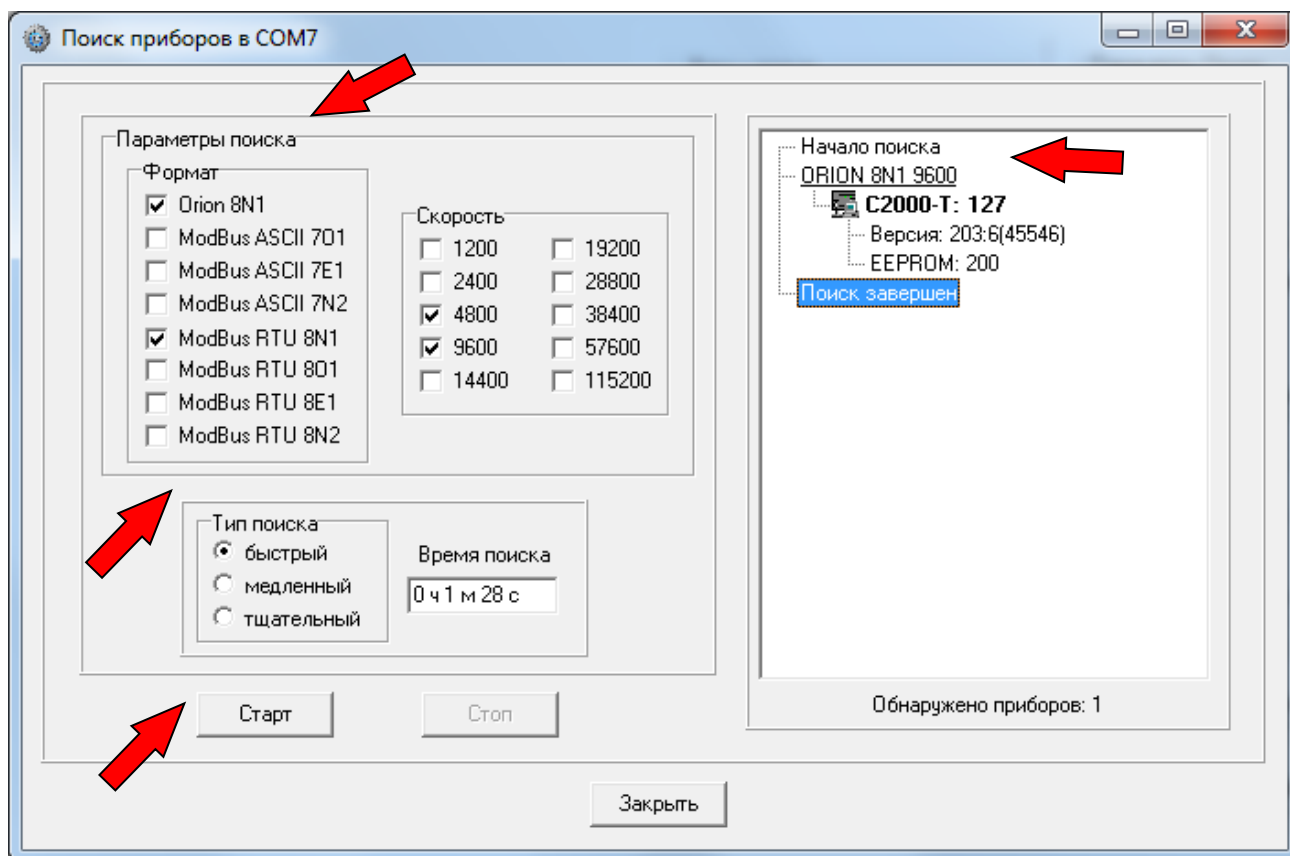 Поиск приборов в COM7
Параметры поиска
Формат
Orion 8N1
ModBus ASCII 7O1
ModBus ASCII 7E1
ModBus ASCII 7N2
ModBus RTU 8N1
ModBus RTU 8O1
ModBus RTU 8E1
ModBus RTU 8N2
Скорость
1200
2400
4800
9600
14400
19200
28800
38400
57600
115200
Тип поиска
быстрый
медленный
тщательный
Время поиска
0 ч 1 м 28 с
Старт
Стоп
Начало поиска
ORION 8N1 9600
С2000-Т: 127
Версия: 203:6(45546)
EEPROM: 200
Поиск завершен
Обнаружено приборов: 1
Закрыть